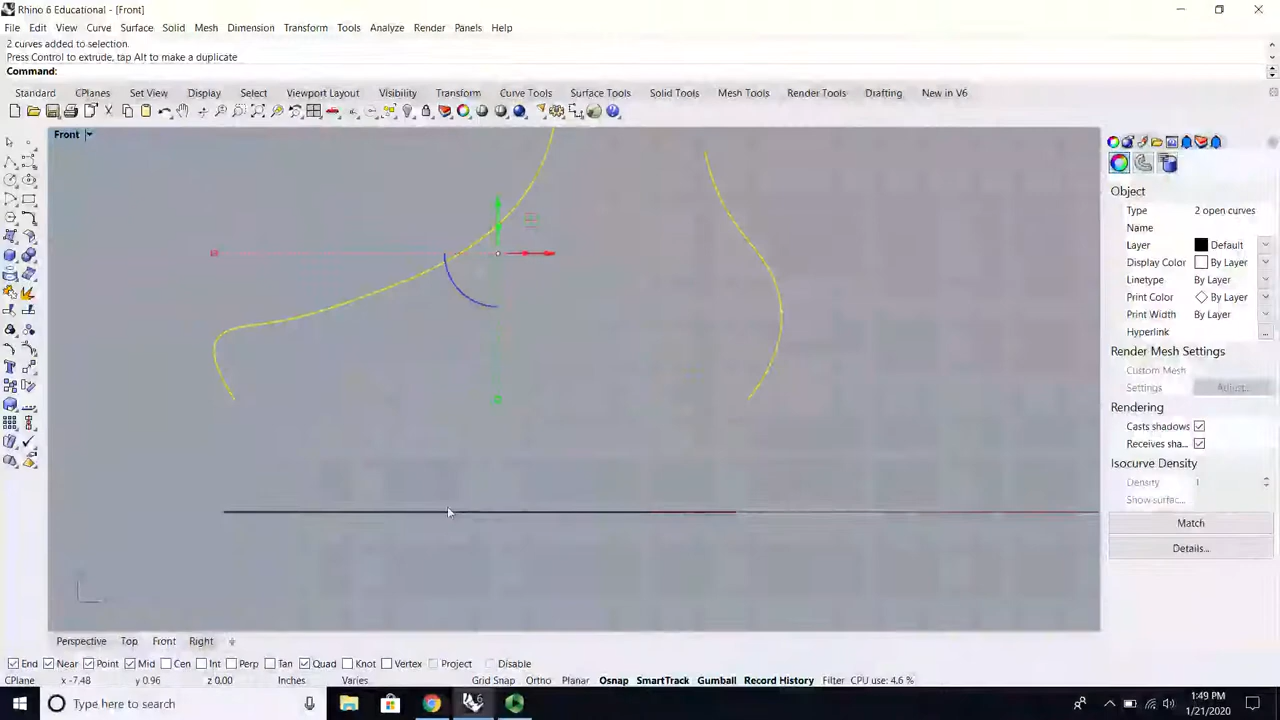 Rhino 6 Educational - [Front]
File Edit View Curve Surface Solid Mesh Dimension Transform Tools Analyze Render Panels Help
2 curves added to selection.
Press Control to extrude, tap Alt to make a duplicate
Command:
Standard CPlanes Set View Display Select Viewport Layout Visibility Transform Curve Tools Surface Tools Solid Tools Mesh Tools Render Tools Drafting New in V6
Front
Object
Type 2 open curves
Name
Layer Default
Display Color By Layer
Linetype By Layer
Print Color By Layer
Print Width By Layer
Hyperlink ...
Render Mesh Settings
Custom Mesh
Settings Adjust...
Rendering
Casts shadows
Receives sha...
Isocurve Density
Density 1
Show surfac...
Match
Details...
Perspective Top Front Right
End Near Point Mid Cen Int Perp Tan Quad Knot Vertex Project Disable
CPlane x -7.48 y 0.96 z 0.00 Inches Varies.. Grid Snap Ortho Planar Osnap SmartTrack Gumball Record History Filter CPU use: 4.6 %
Type here to search
1:49 PM
1/21/2020